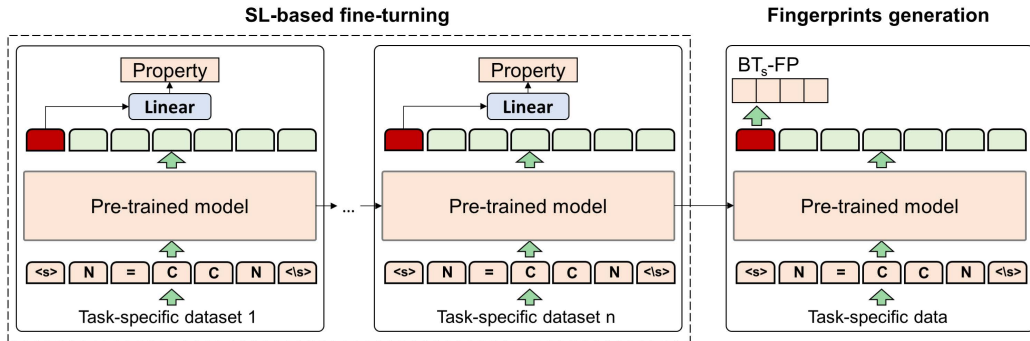 SL-based fine-turning
Fingerprints generation
Property
Linear
Pre-trained model
<s> N = C C N <\s>
Task-specific dataset 1
...
Property
Linear
Pre-trained model
<s> N = C C N <\s>
Task-specific dataset n
BTs-FP
Pre-trained model
<s> N = C C N <\s>
Task-specific data